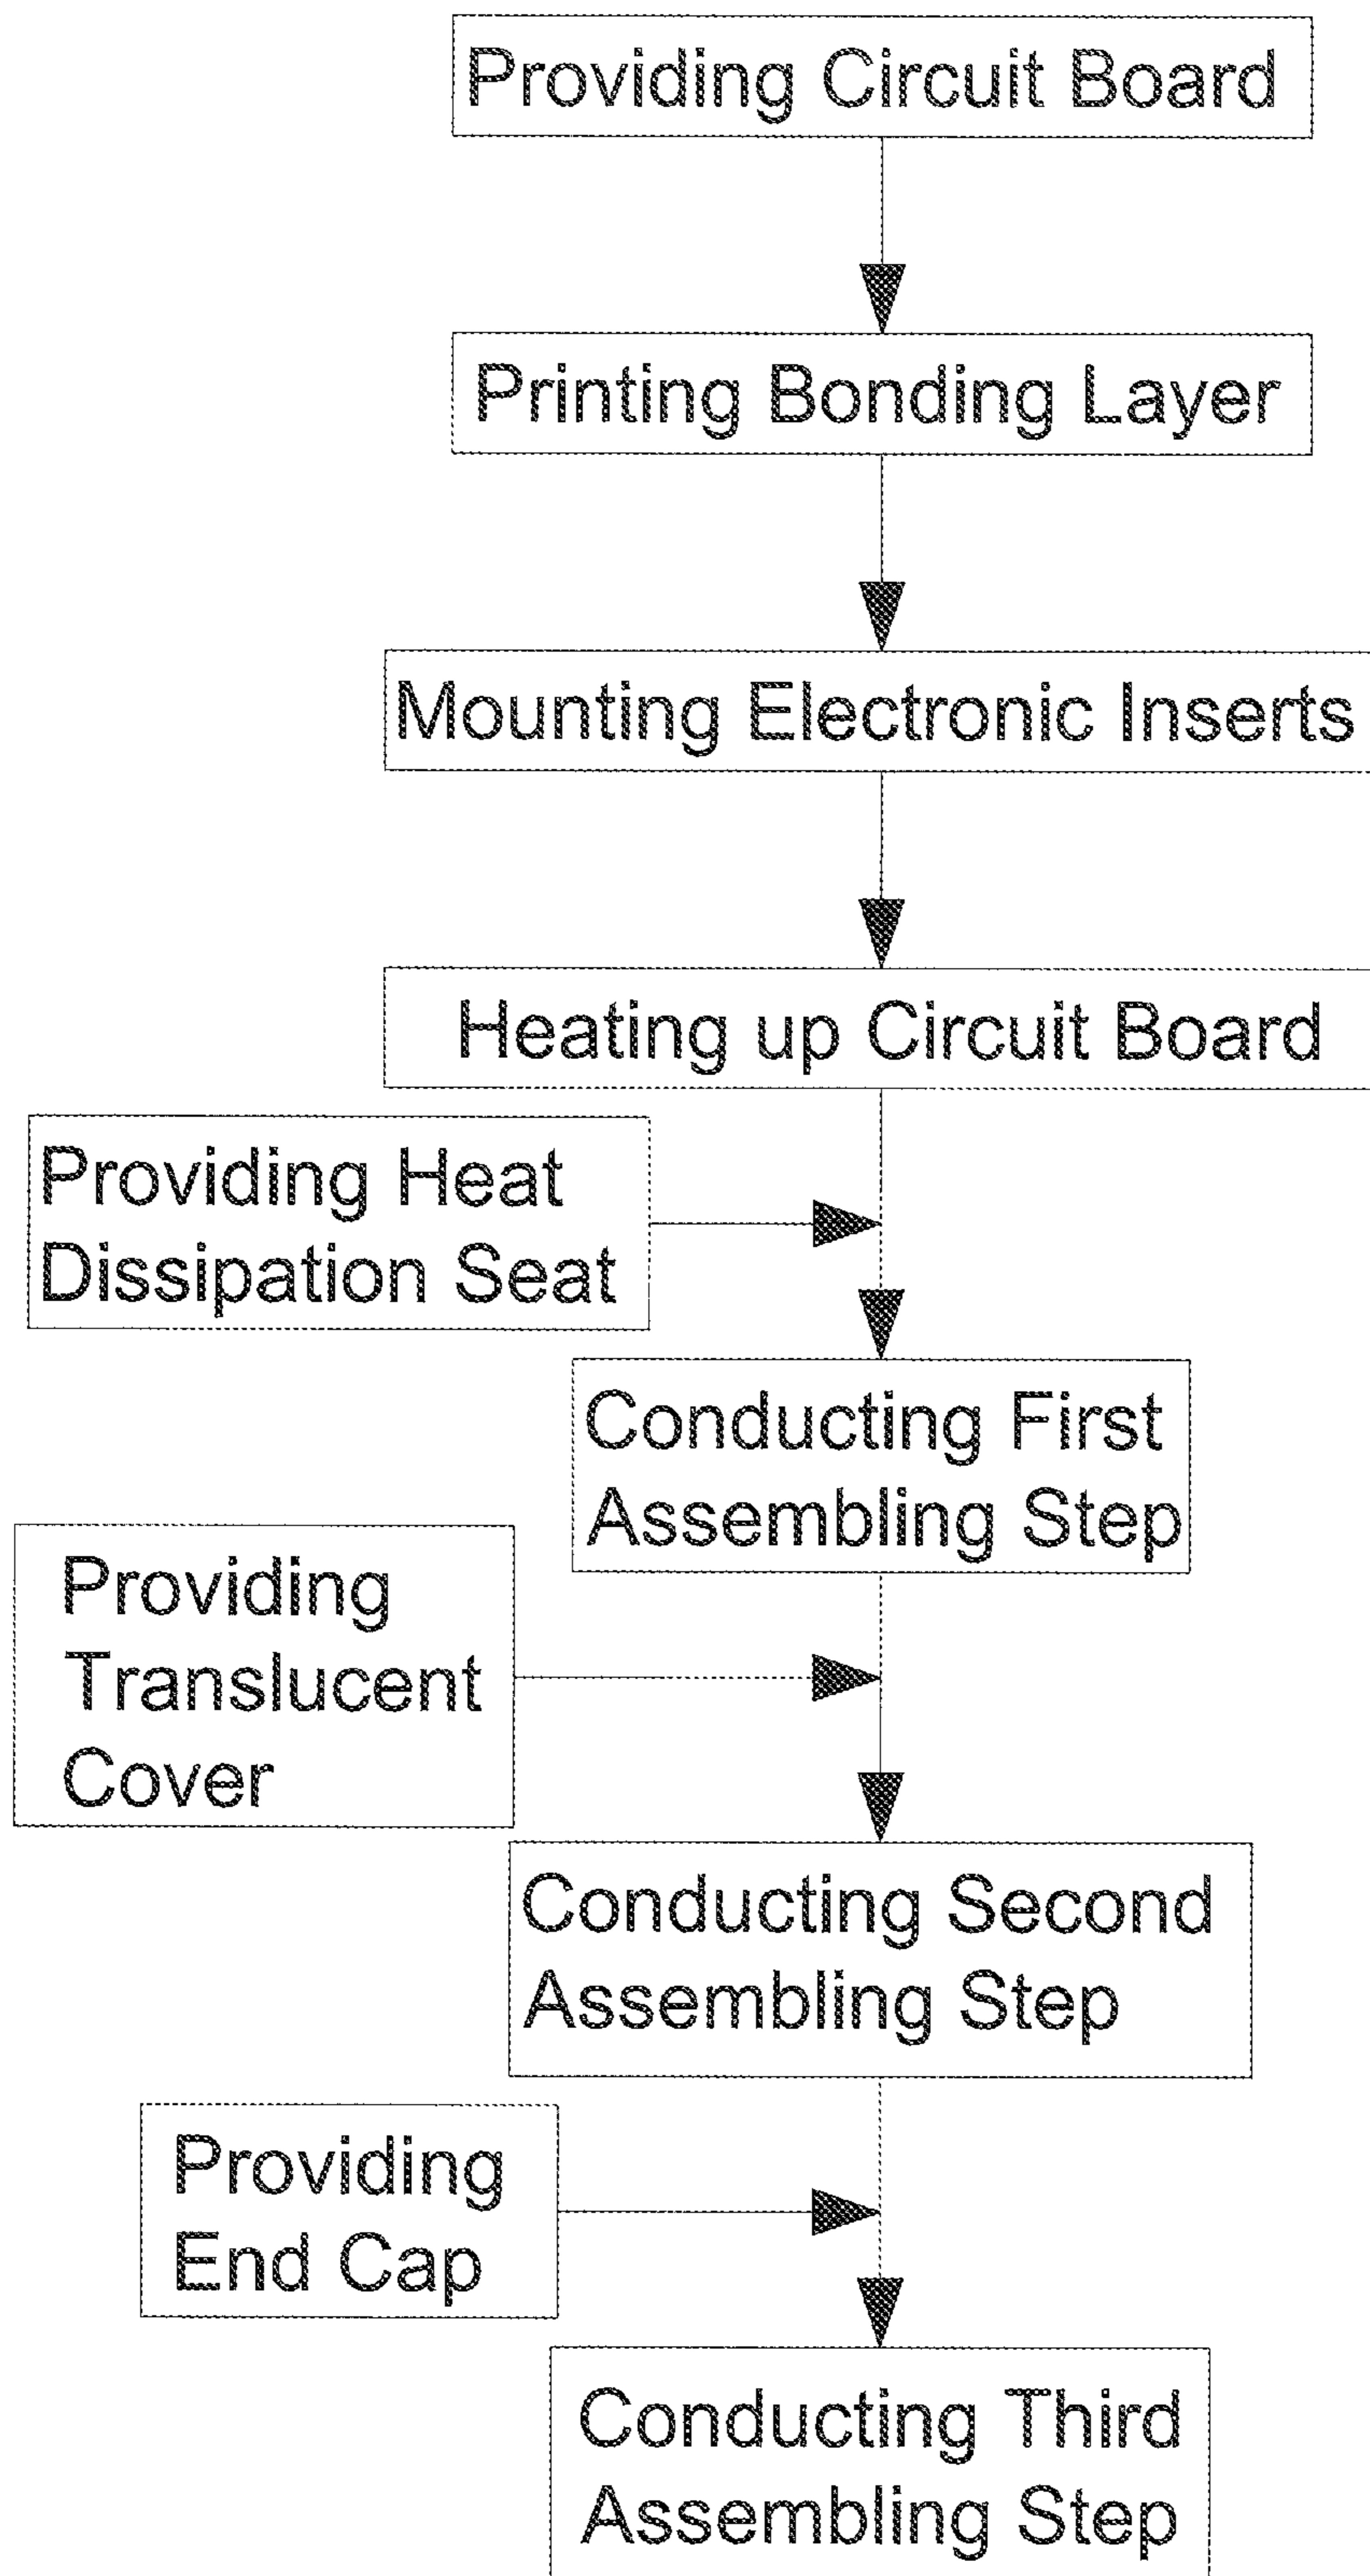 Providing Circuit Board
Printing Bonding Layer
Mounting Electronic Inserts
Heating up Circuit Board
Providing Heat
Dissipation Seat
Conducting First
Assembling Step
Providing
Translucent
Cover
Conducting Second
Assembling Step
Providing
End Cap
Conducting Third
Assembling Step